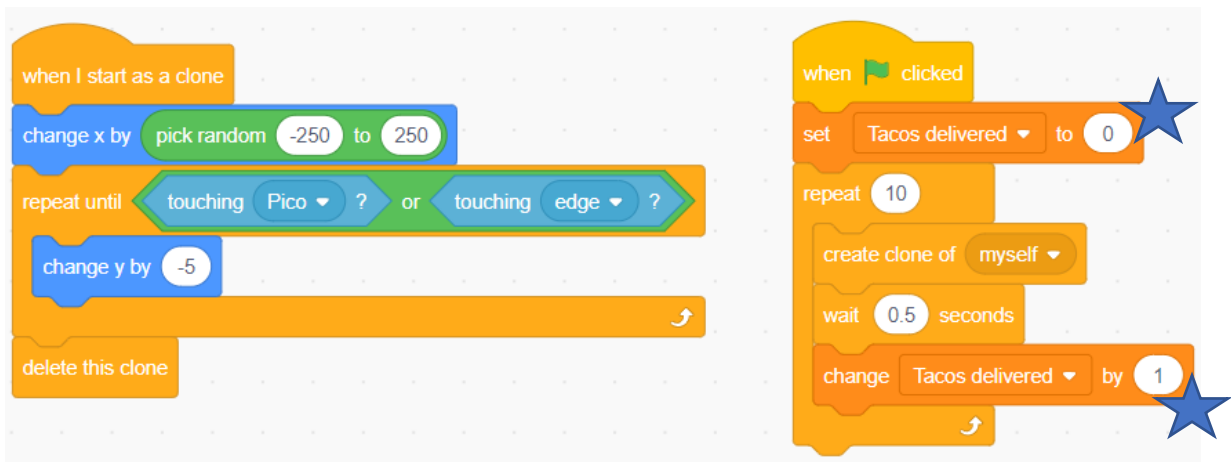 when I start as a clone
change x by pick random -250 to 250
repeat until touching Pico ? or touching edge ?
change y by -5
delete this clone
when clicked
set Tacos delivered to 0
repeat 10
create clone of myself
wait 0.5 seconds
change Tacos delivered by 1